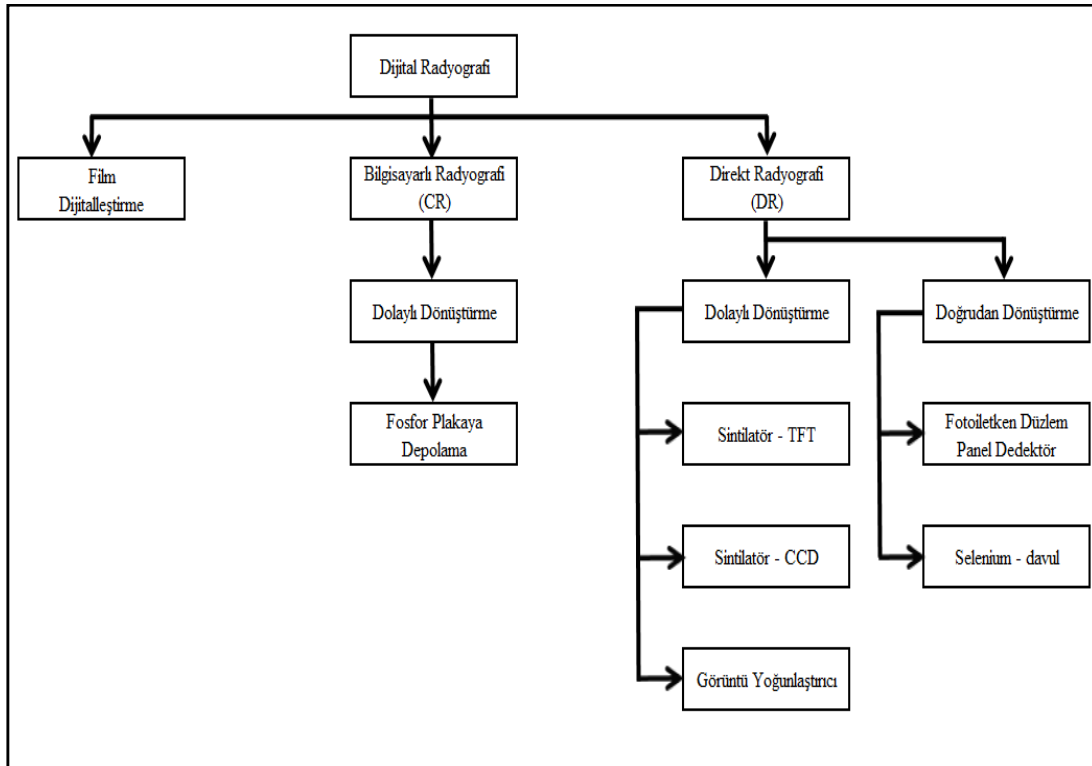 Dijital Radyografi
Film
Dijitalleştirme
Bilgisayarlı Radyografi
(CR)
Direkt Radyografi
(DR)
Dolaylı Dönüştürme
Dolaylı Dönüştürme
Doğrudan Dönüştürme
Fosfor Plakaya
Depolama
Sintilatör - TFT
Fotoiletken Düzlem
Panel Dedektör
Sintilatör - CCD
Selenium - davul
Görüntü Yoğunlaştırıcı